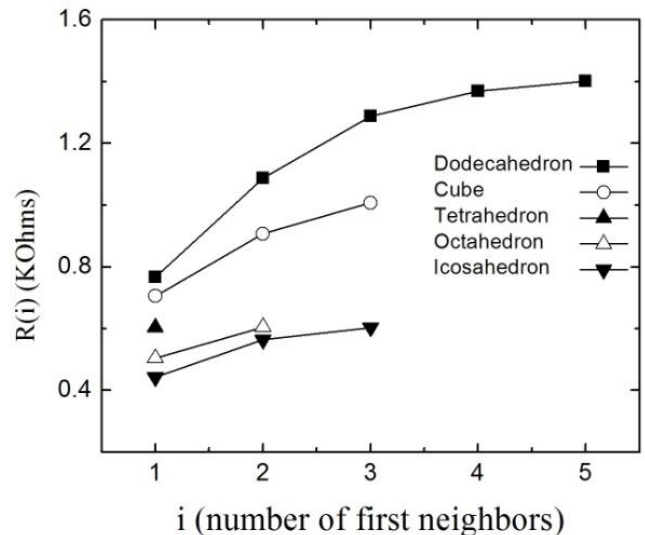 1.6
1.2
0.8
0.4
R(i) (KOhms)
Dodecahedron
Cube
Tetrahedron
Octahedron
Icosahedron
1 2 3 4 5
i (number of first neighbors)